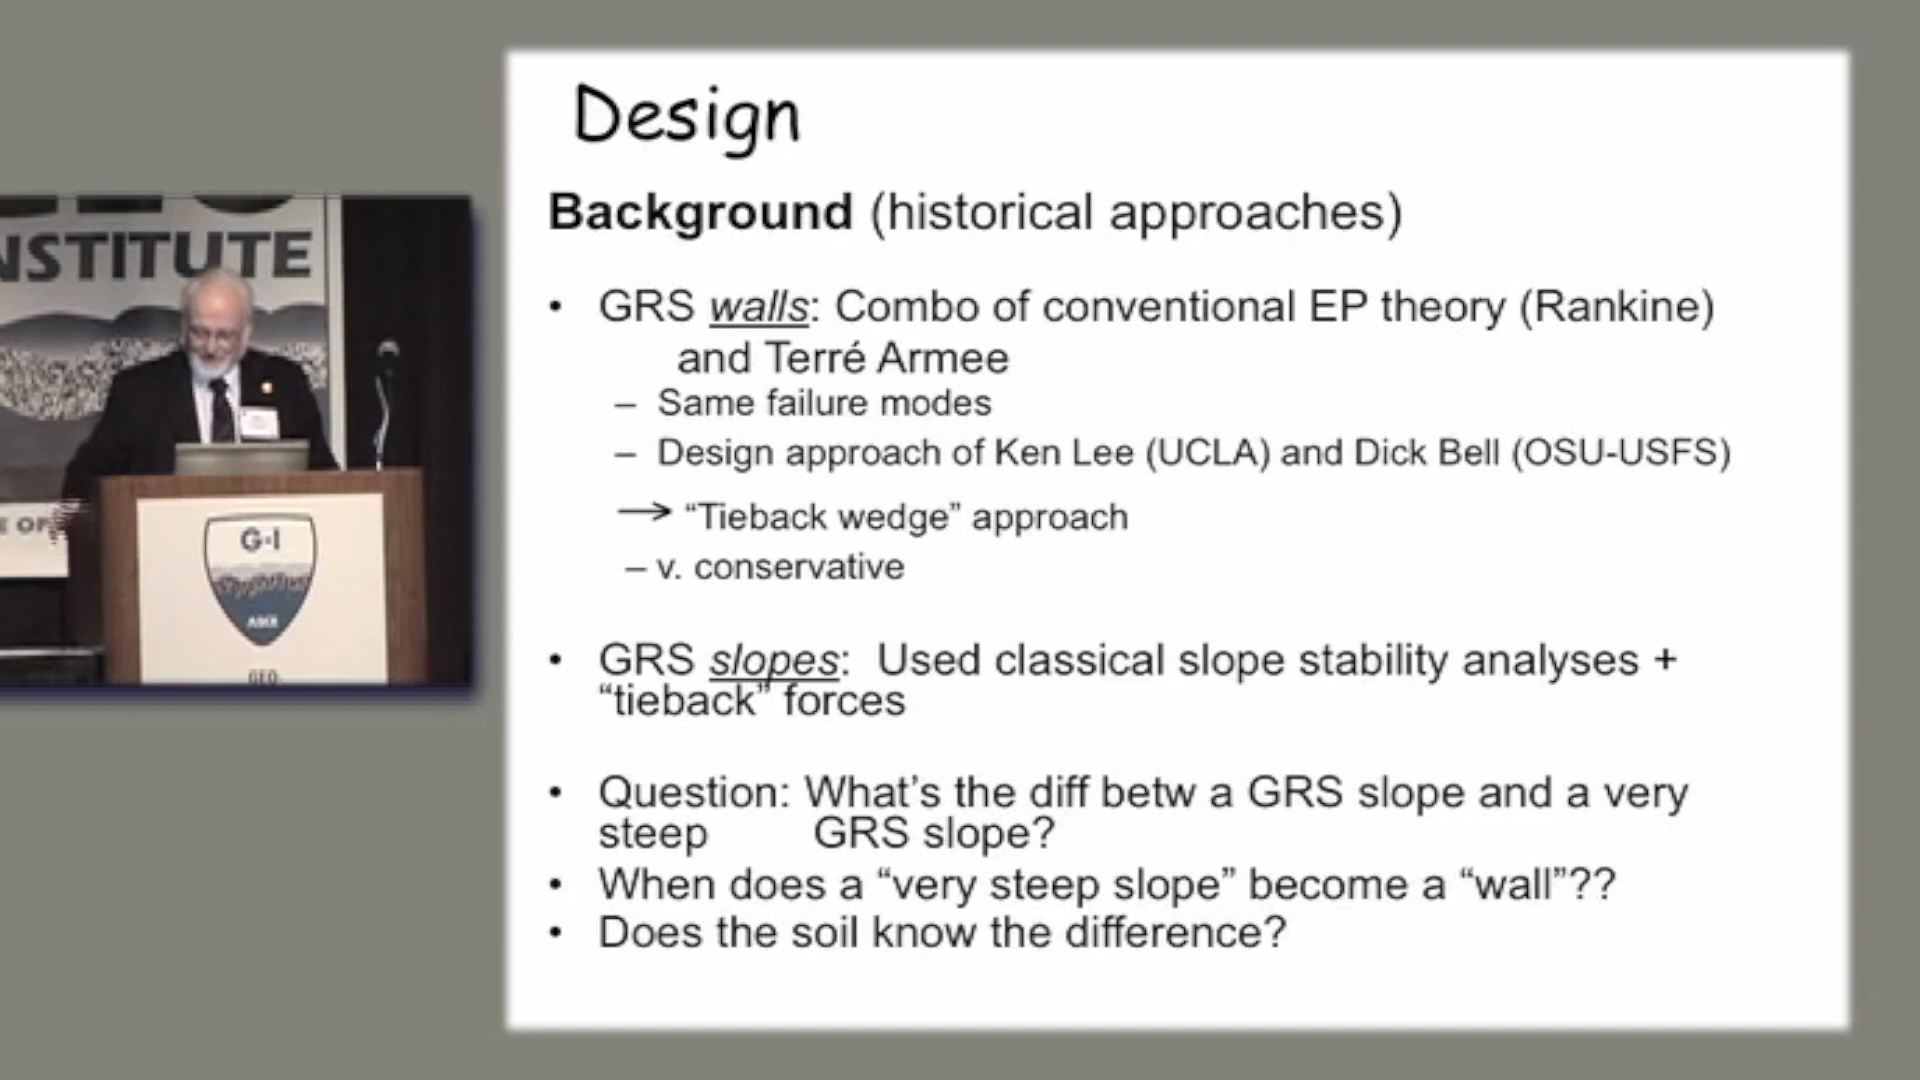 Design
Background (historical approaches)
• GRS walls: Combo of conventional EP theory (Rankine)
and Terré Armee
– Same failure modes
– Design approach of Ken Lee (UCLA) and Dick Bell (OSU-USFS)
→ “Tieback wedge” approach
– v. conservative
• GRS slopes: Used classical slope stability analyses +
“tieback” forces
• Question: What’s the diff betw a GRS slope and a very
steep GRS slope?
• When does a “very steep slope” become a “wall”??
• Does the soil know the difference?
NSTITUTE
E OF
G-I
GEO